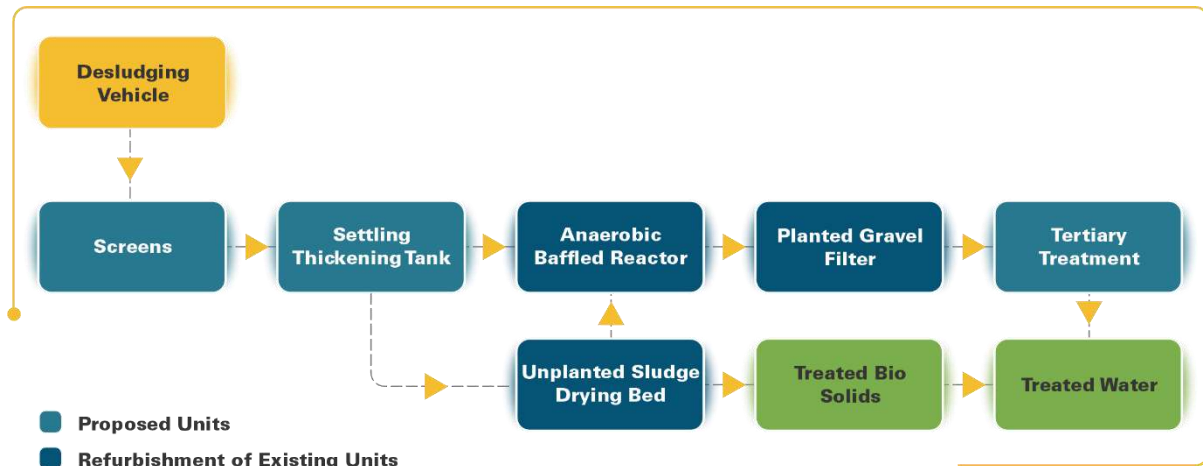 Desludging
Vehicle
Screens
Settling
Thickening Tank
Anaerobic
Baffled Reactor
Planted Gravel
Filter
Tertiary
Treatment
Unplanted Sludge
Drying Bed
Treated Bio
Solids
Treated Water
Proposed Units
Refurbishment of Existing Units